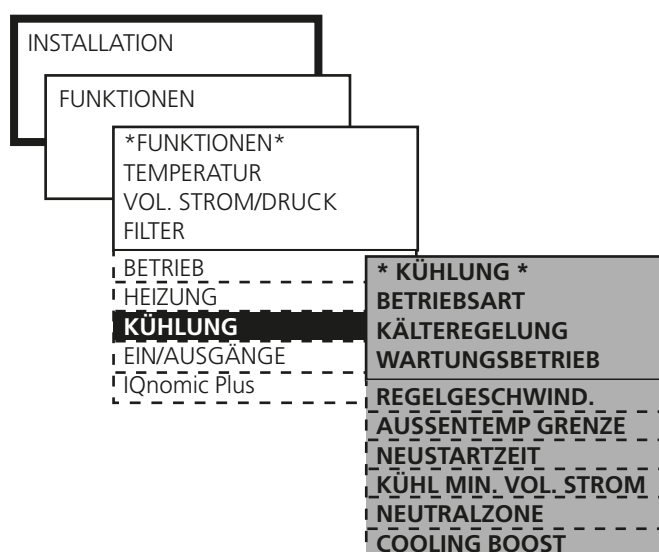 INSTALLATION
FUNKTIONEN
*FUNKTIONEN*
TEMPERATUR
VOL. STROM/DRUCK
FILTER
BETRIEB
HEIZUNG
KÜHLUNG
EIN/AUSGÄNGE
IQnomic Plus
* KÜHLUNG *
BETRIEBSART
KÄLTEREGELUNG
WARTUNGSBETRIEB
REGELGESCHWIND.
AUSSENTEMP GRENZE
NEUSTARTZEIT
KÜHL MIN. VOL. STROM
NEUTRALZONE
COOLING BOOST